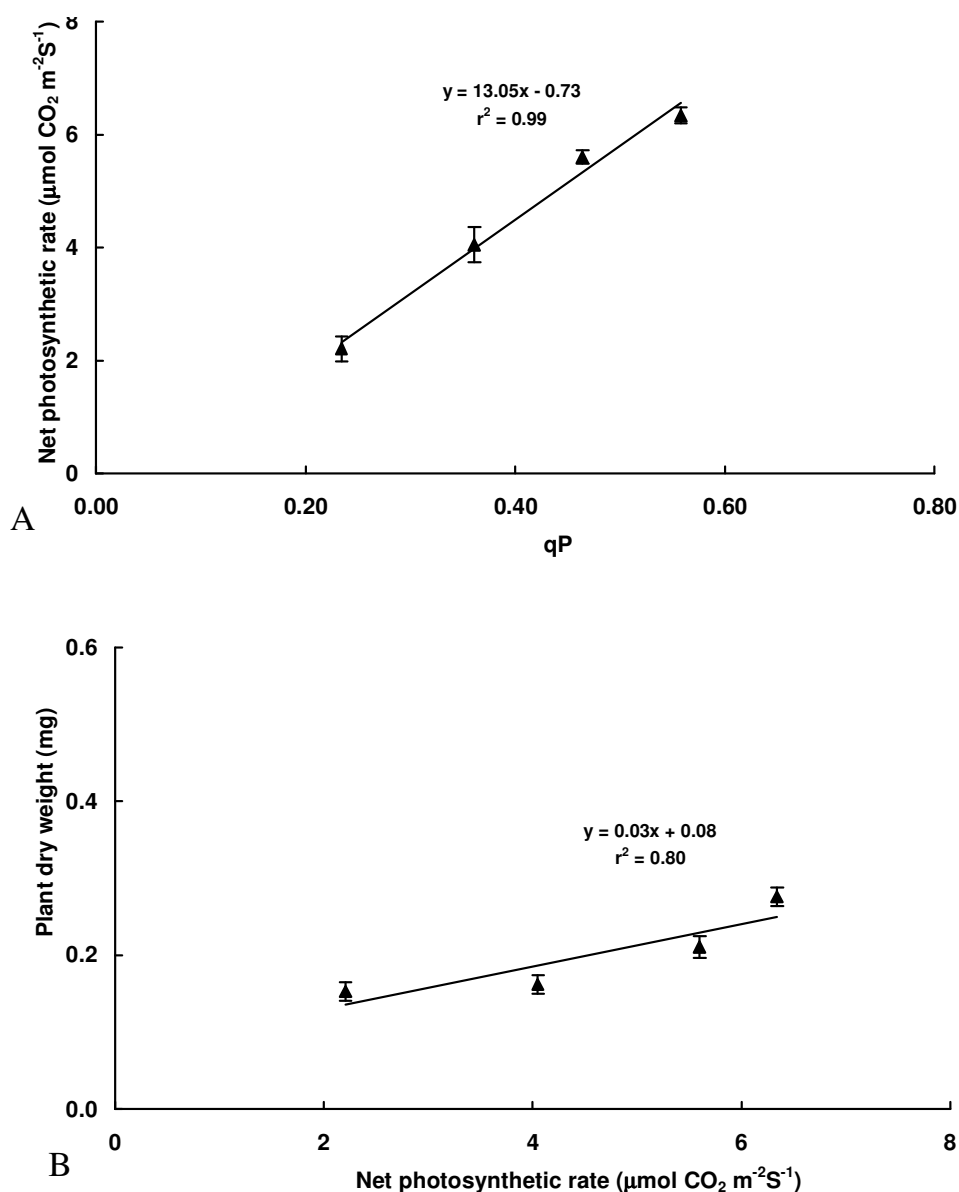 Net photosynthetic rate (μmol CO₂ m⁻²S⁻¹)
8
6
4
2
0
y = 13.05x - 0.73
r² = 0.99
0.00 0.20 0.40 0.60 0.80
A
qP
Plant dry weight (mg)
0.6
0.4
0.2
0.0
y = 0.03x + 0.08
r² = 0.80
0 2 4 6 8
B
Net photosynthetic rate (μmol CO₂ m⁻²S⁻¹)